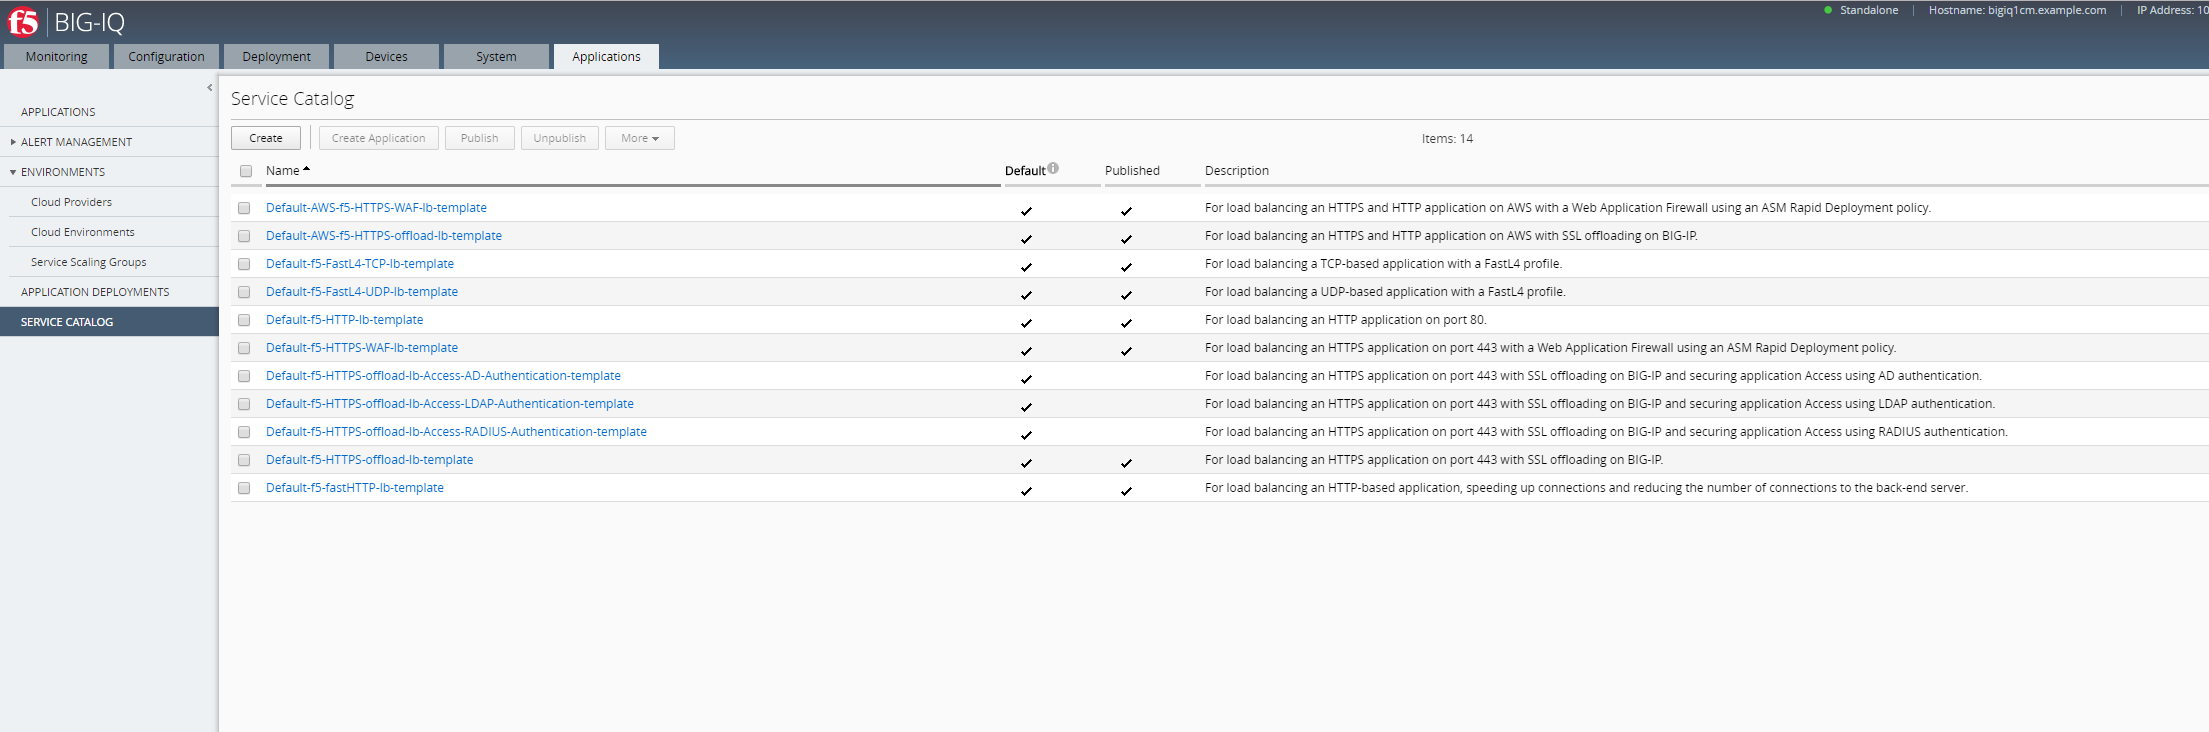 f5 BIG-IQ
Standalone Hostname: bigiq1cm.example.com IP Address: 10
Monitoring Configuration Deployment Devices System Applications
APPLICATIONS
ALERT MANAGEMENT
ENVIRONMENTS
Cloud Providers
Cloud Environments
Service Scaling Groups
APPLICATION DEPLOYMENTS
SERVICE CATALOG
Service Catalog
Create Create Application Publish Unpublish More Items: 14
Name Default Published Description
Default-AWS-f5-HTTPS-WAF-lb-template For load balancing an HTTPS and HTTP application on AWS with a Web Application Firewall using an ASM Rapid Deployment policy.
Default-AWS-f5-HTTPS-offload-lb-template For load balancing an HTTPS and HTTP application on AWS with SSL offloading on BIG-IP.
Default-f5-FastL4-TCP-lb-template For load balancing a TCP-based application with a FastL4 profile.
Default-f5-FastL4-UDP-lb-template For load balancing a UDP-based application with a FastL4 profile.
Default-f5-HTTP-lb-template For load balancing an HTTP application on port 80.
Default-f5-HTTPS-WAF-lb-template For load balancing an HTTPS application on port 443 with a Web Application Firewall using an ASM Rapid Deployment policy.
Default-f5-HTTPS-offload-lb-Access-AD-Authentication-template For load balancing an HTTPS application on port 443 with SSL offloading on BIG-IP and securing application Access using AD authentication.
Default-f5-HTTPS-offload-lb-Access-LDAP-Authentication-template For load balancing an HTTPS application on port 443 with SSL offloading on BIG-IP and securing application Access using LDAP authentication.
Default-f5-HTTPS-offload-lb-Access-RADIUS-Authentication-template For load balancing an HTTPS application on port 443 with SSL offloading on BIG-IP and securing application Access using RADIUS authentication.
Default-f5-HTTPS-offload-lb-template For load balancing an HTTPS application on port 443 with SSL offloading on BIG-IP.
Default-f5-fastHTTP-lb-template For load balancing an HTTP-based application, speeding up connections and reducing the number of connections to the back-end server.